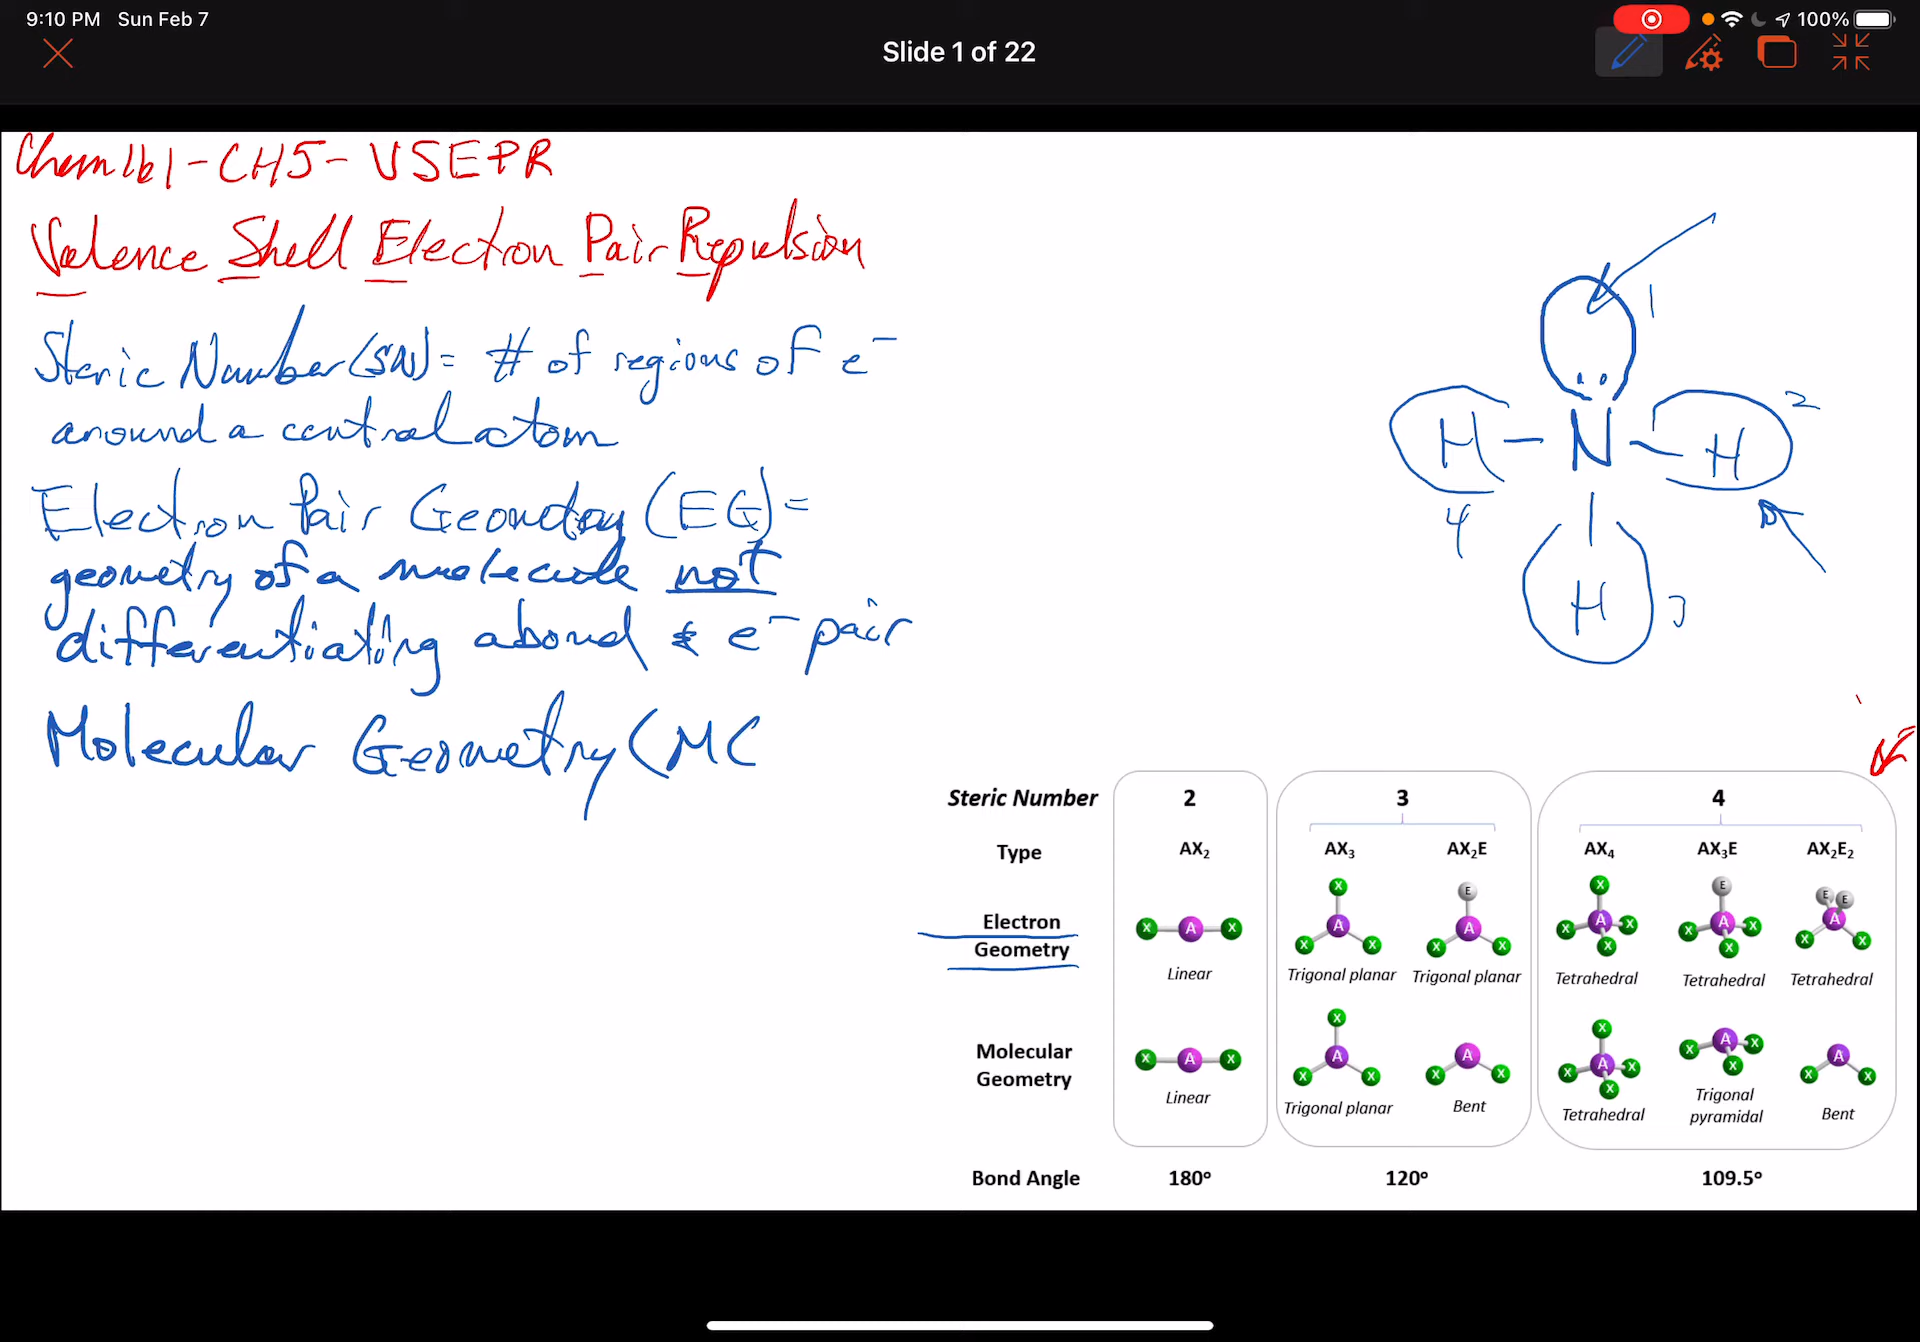 9:10 PM Sun Feb 7
100%
Slide 1 of 22
Chem 161 - CH5 - VSEPR
Valence Shell Electron Pair Repulsion
Steric Number (SN) = # of regions of e⁻
around a central atom
Electron Pair Geometry (EG) =
geometry of a molecule not
differentiating a bond & e⁻ pair
Molecular Geometry (MG
1
H - N - H
2
4
H
3
Steric Number 2 3 4
Type AX₂ AX₃ AX₂E AX₄ AX₃E AX₂E₂
X E X E E E
X A X A A A A A
X X X X X X X X X X X X
Electron
Geometry
Linear Trigonal planar Trigonal planar Tetrahedral Tetrahedral Tetrahedral
X X
X A X A A A A A
X X X X X X X X X X X X
Molecular
Geometry
Linear Trigonal planar Bent Tetrahedral Trigonal pyramidal Bent
Bond Angle 180° 120° 109.5°